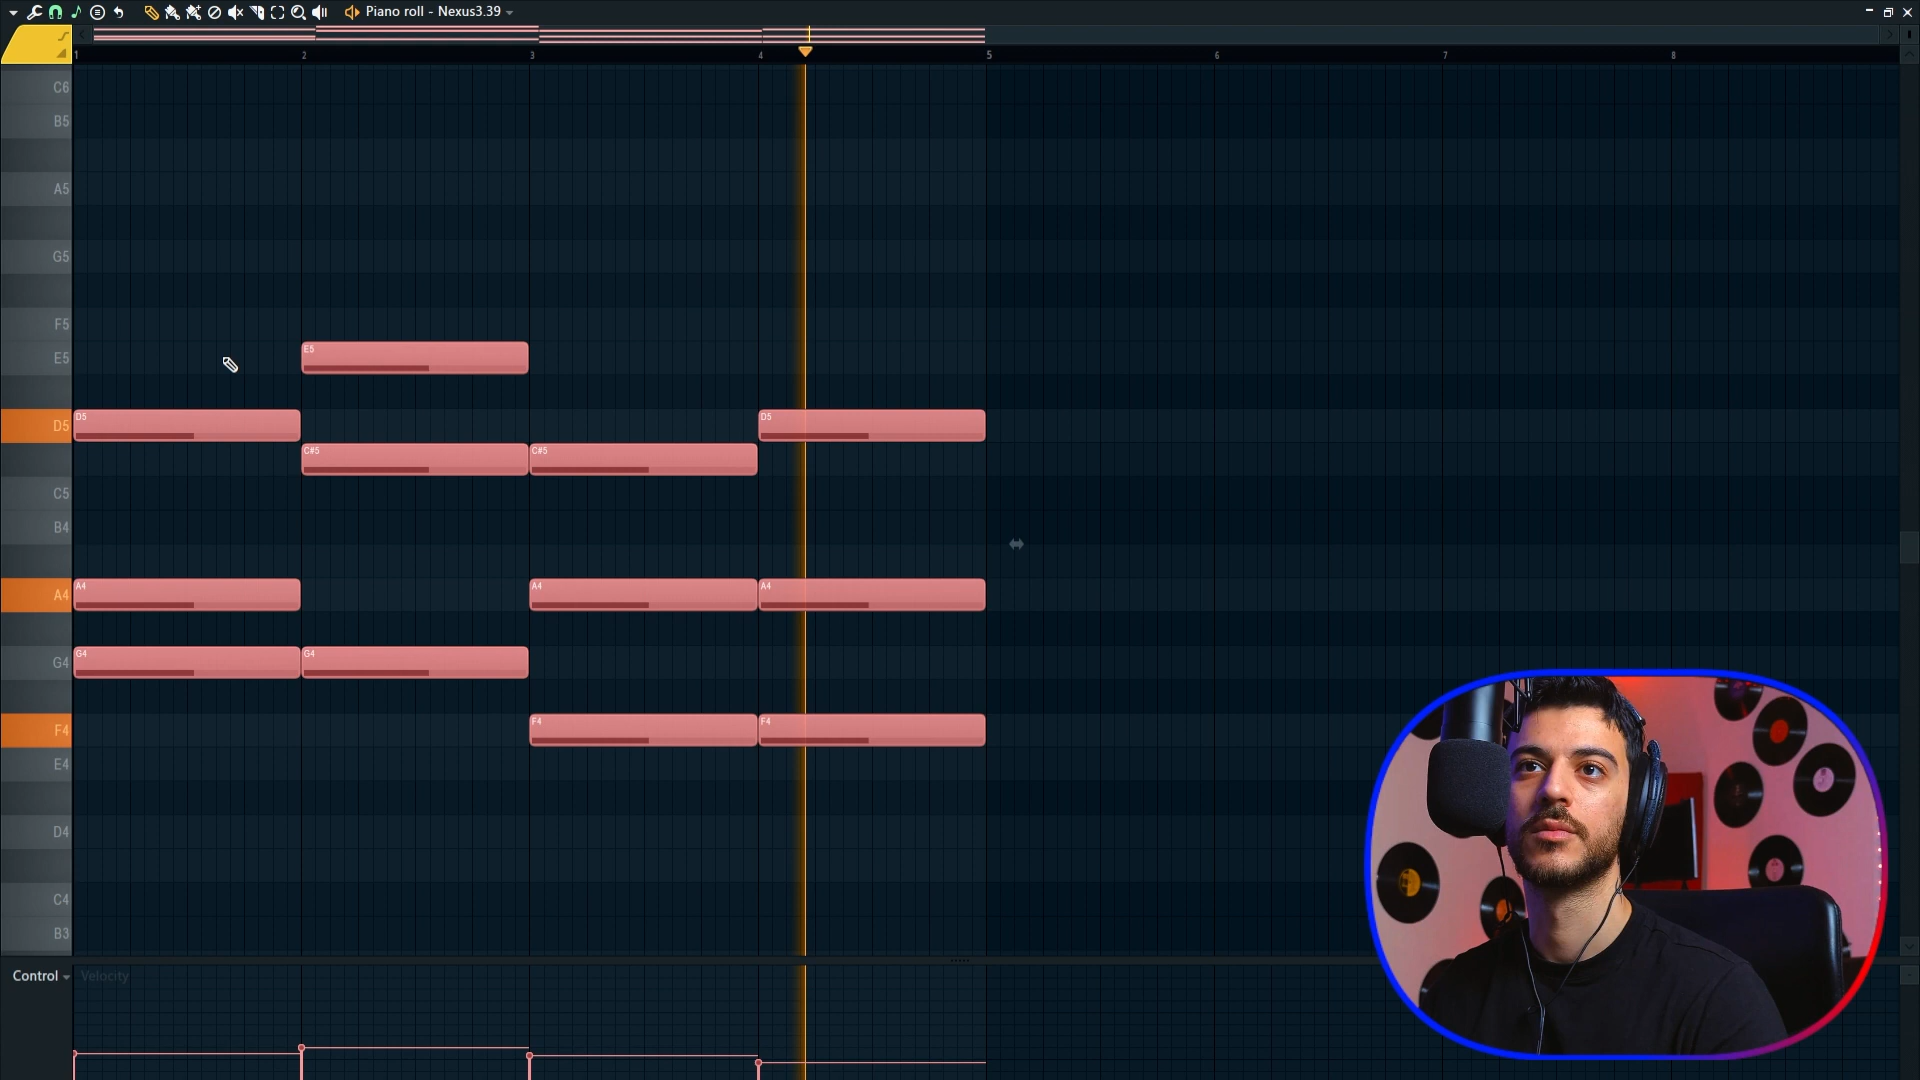 Piano roll - Nexus3.39
1 2 3 4 5 6 7 8
C6
B5
A5
G5
F5
E5 E5
D5 D5 D5
C#5 C#5
C5
B4
A4 A4 A4 A4
G4 G4 G4
F4 F4 F4
E4
D4
C4
B3
Control Velocity